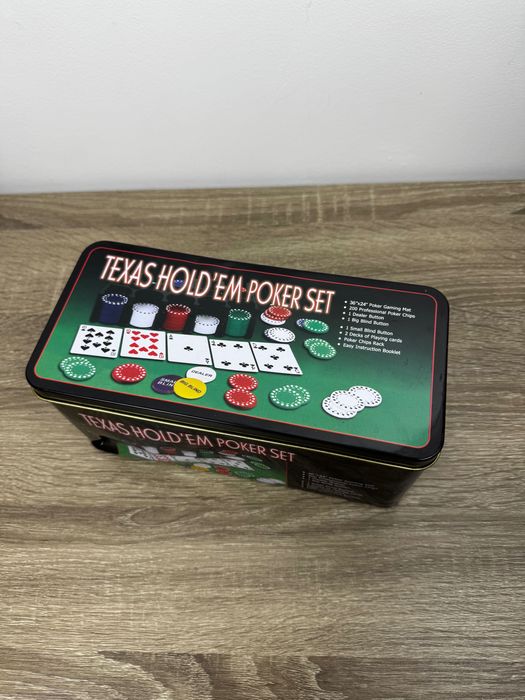 TEXAS HOLD'EM POKER SET
36"x24" Poker Gaming Mat
200 Professional Poker Chips
1 Dealer Button
1 Big Blind Button
1 Small Blind Button
2 Decks of Playing cards
Poker Chips Rack
Easy Instruction Booklet
DEALER
SMALL BLIND
BIG BLIND
TEXAS HOLD'EM POKER SET